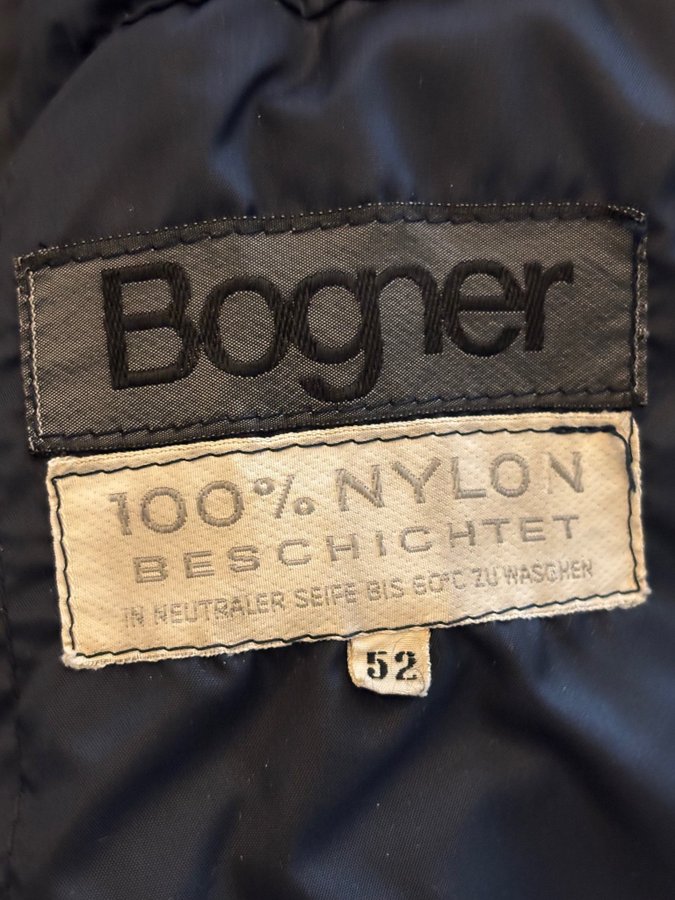 Bogner
100% NYLON
BESCHICHTET
IN NEUTRALER SEIFE BIS 60°C ZU WASCHEN
52